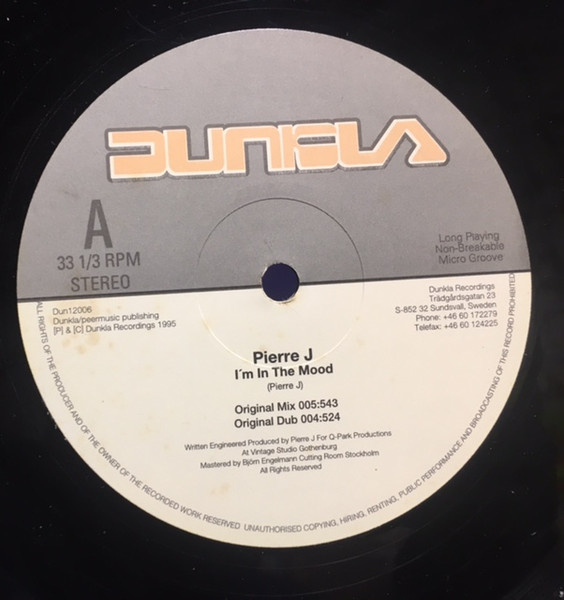 DUNKLA
A
33 1/3 RPM
STEREO
Long Playing
Non-Breakable
Micro Groove
Dun12006
Dunkla/peermusic publishing
[P] & [C] Dunkla Recordings 1995
Dunkla Recordings
Trädgårdsgatan 23
S-852 32 Sundsvall, Sweden
Phone: +46 60 172279
Telefax: +46 60 124225
Pierre J
I´m In The Mood
(Pierre J)
Original Mix 005:543
Original Dub 004:524
Written Engineered Produced by Pierre J For Q-Park Productions
At Vintage Studio Gothenburg
Mastered by Björn Engelmann Cutting Room Stockholm
All Rights Reserved
ALL RIGHTS OF THE PRODUCER AND OF THE OWNER OF THE RECORDED WORK RESERVED UNAUTHORISED COPYING, HIRING, RENTING, PUBLIC PERFORMANCE AND BROADCASTING OF THIS RECORD PROHIBITED